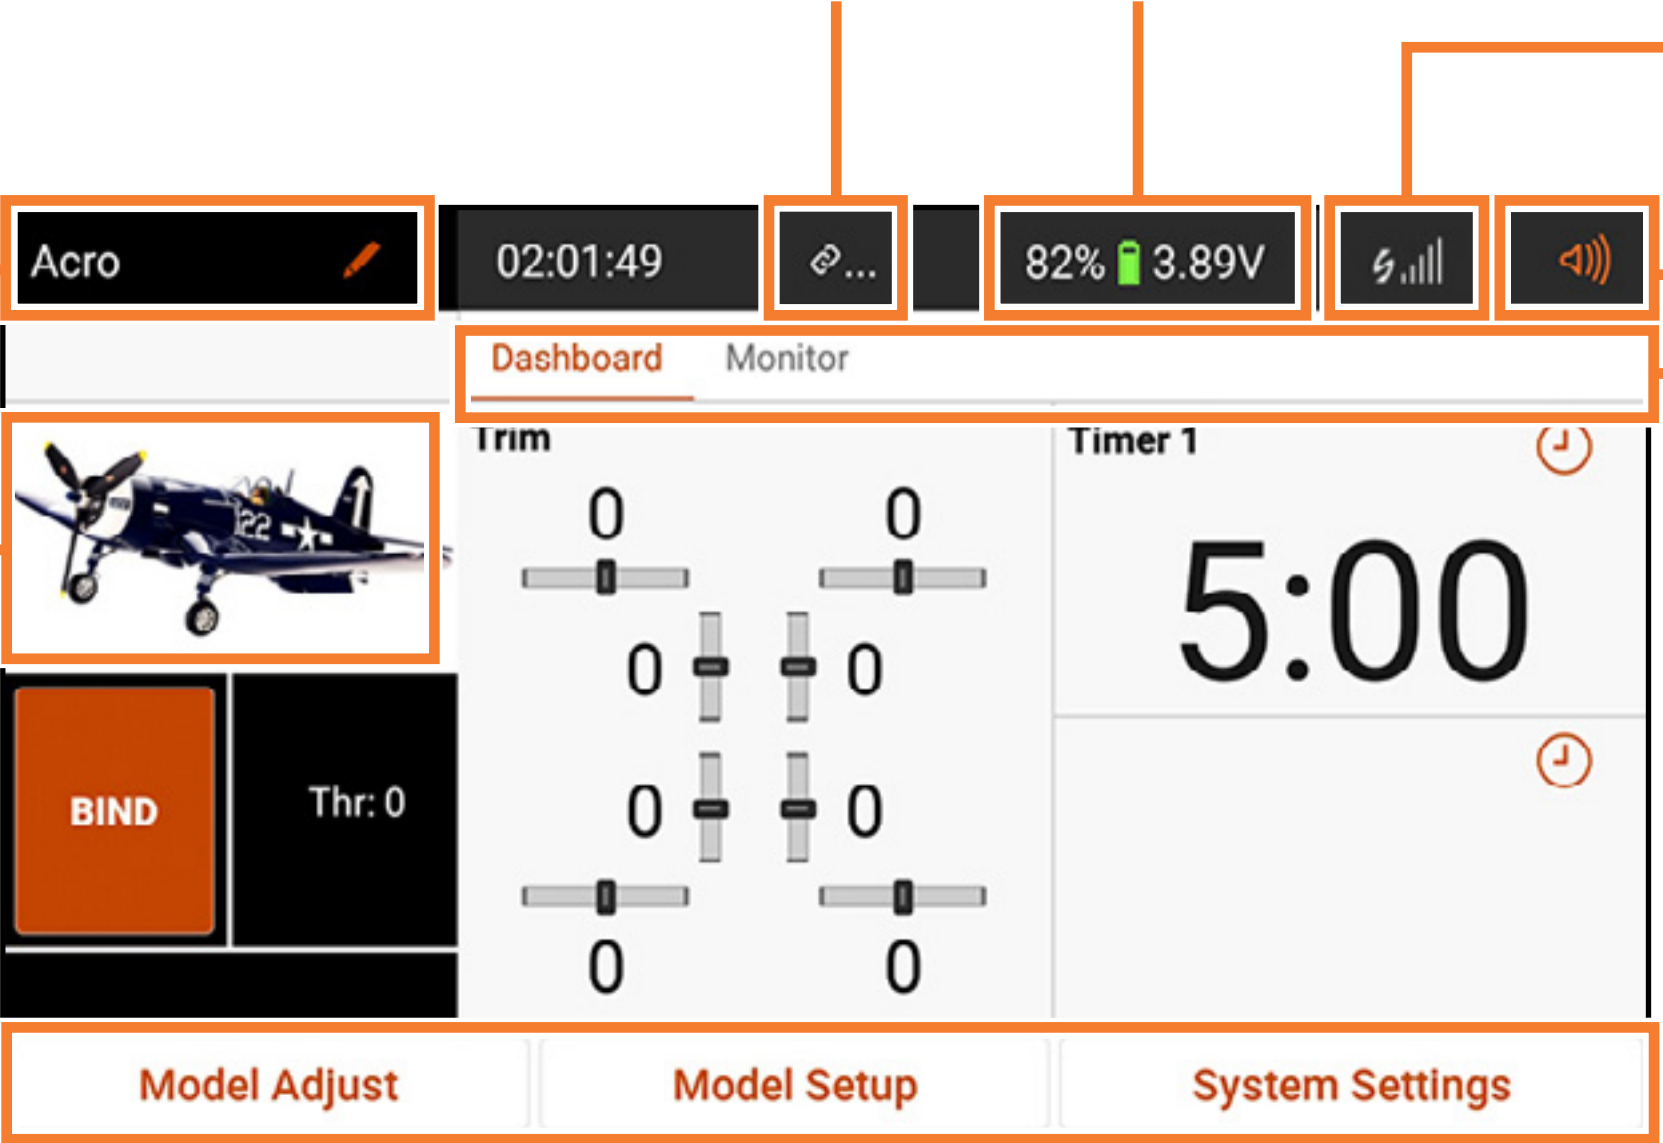 Acro
02:01:49
...
82% 3.89V
Dashboard Monitor
Trim
Timer 1
0 0
5:00
0 0
122
BIND
Thr: 0
0 0
0 0
Model Adjust Model Setup System Settings